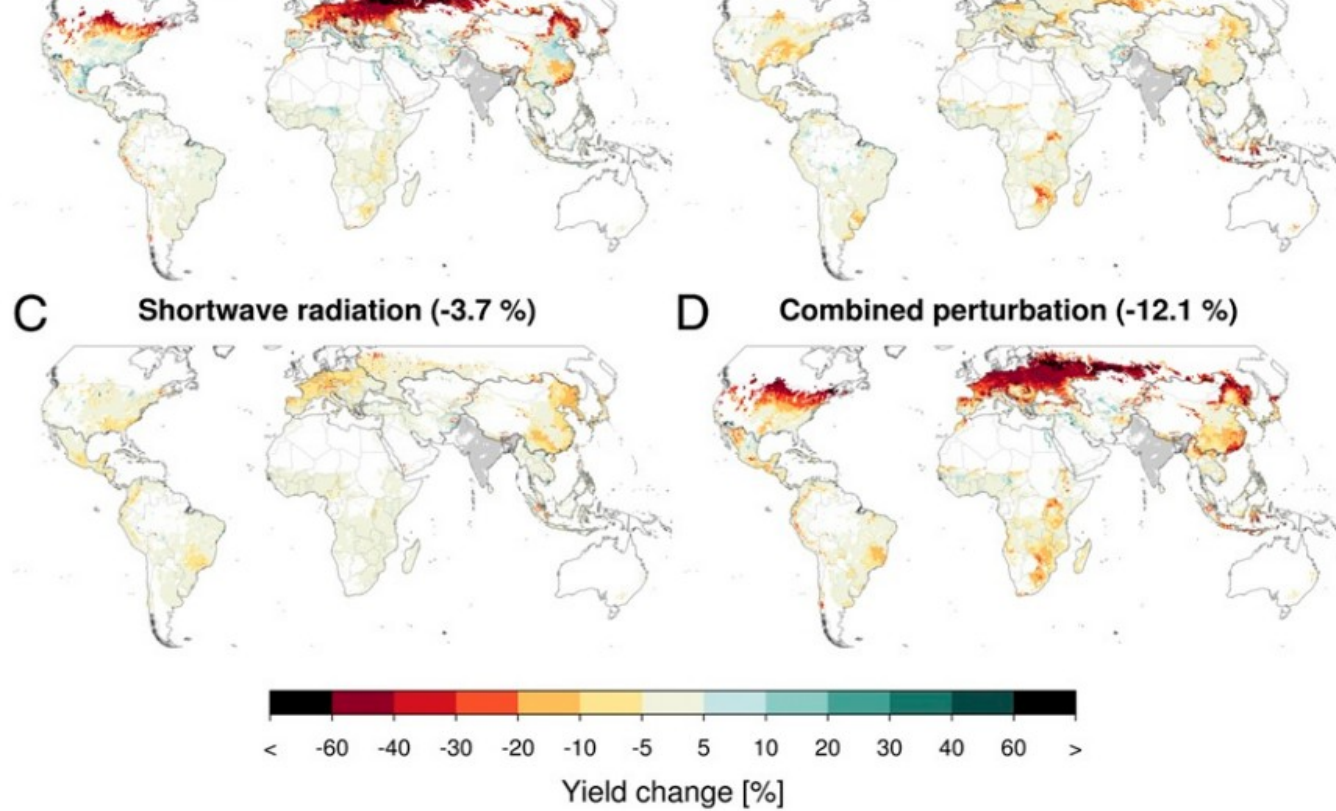 C Shortwave radiation (-3.7 %)
D Combined perturbation (-12.1 %)
< -60 -40 -30 -20 -10 -5 5 10 20 30 40 60 >
Yield change [%]